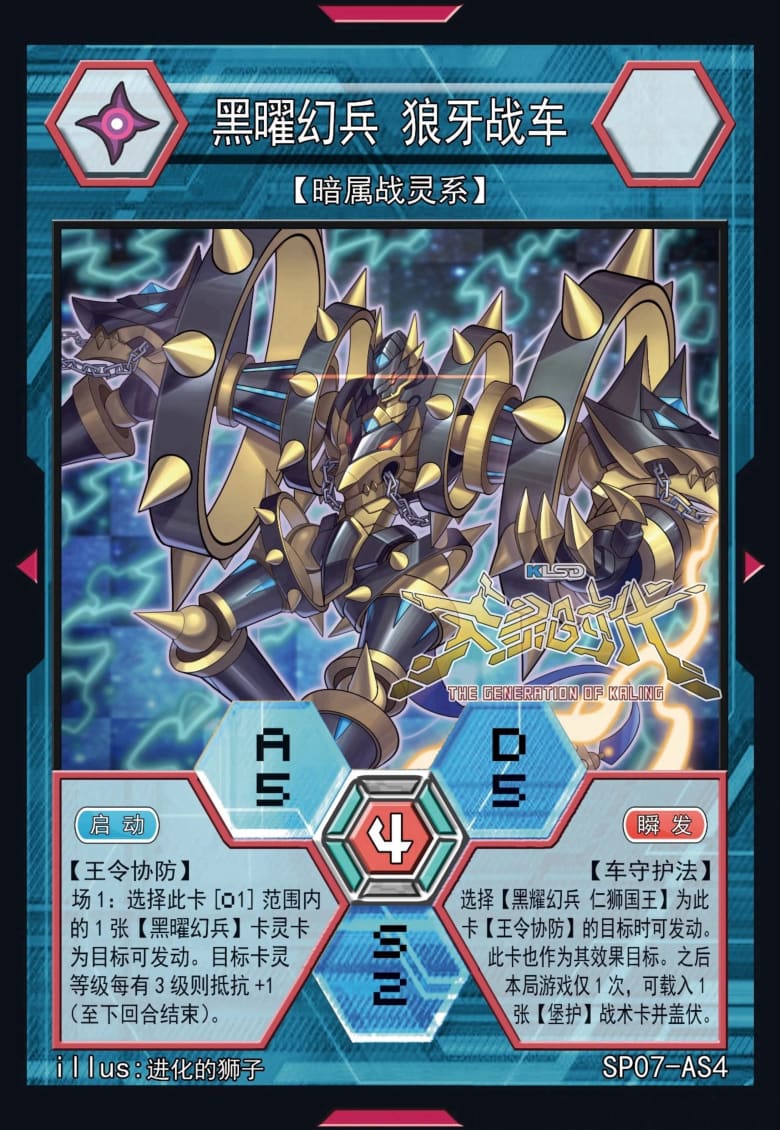 黑曜幻兵 狼牙战车
【暗属战灵系】
KLSD
卡灵时代
THE GENERATION OF KALING
A
5
D
5
4
S
2
启动
【王令协防】
场1：选择此卡[¤1]范围内
的1张【黑曜幻兵】卡灵卡
为目标可发动。目标卡灵
等级每有3级则抵抗+1
（至下回合结束）。
瞬发
【车守护法】
选择【黑耀幻兵 仁狮国王】为此
卡【王令协防】的目标时可发动。
此卡也作为其效果目标。之后
本局游戏仅1次，可载入1
张【堡护】战术卡并盖伏。
illus:进化的狮子
SP07-AS4